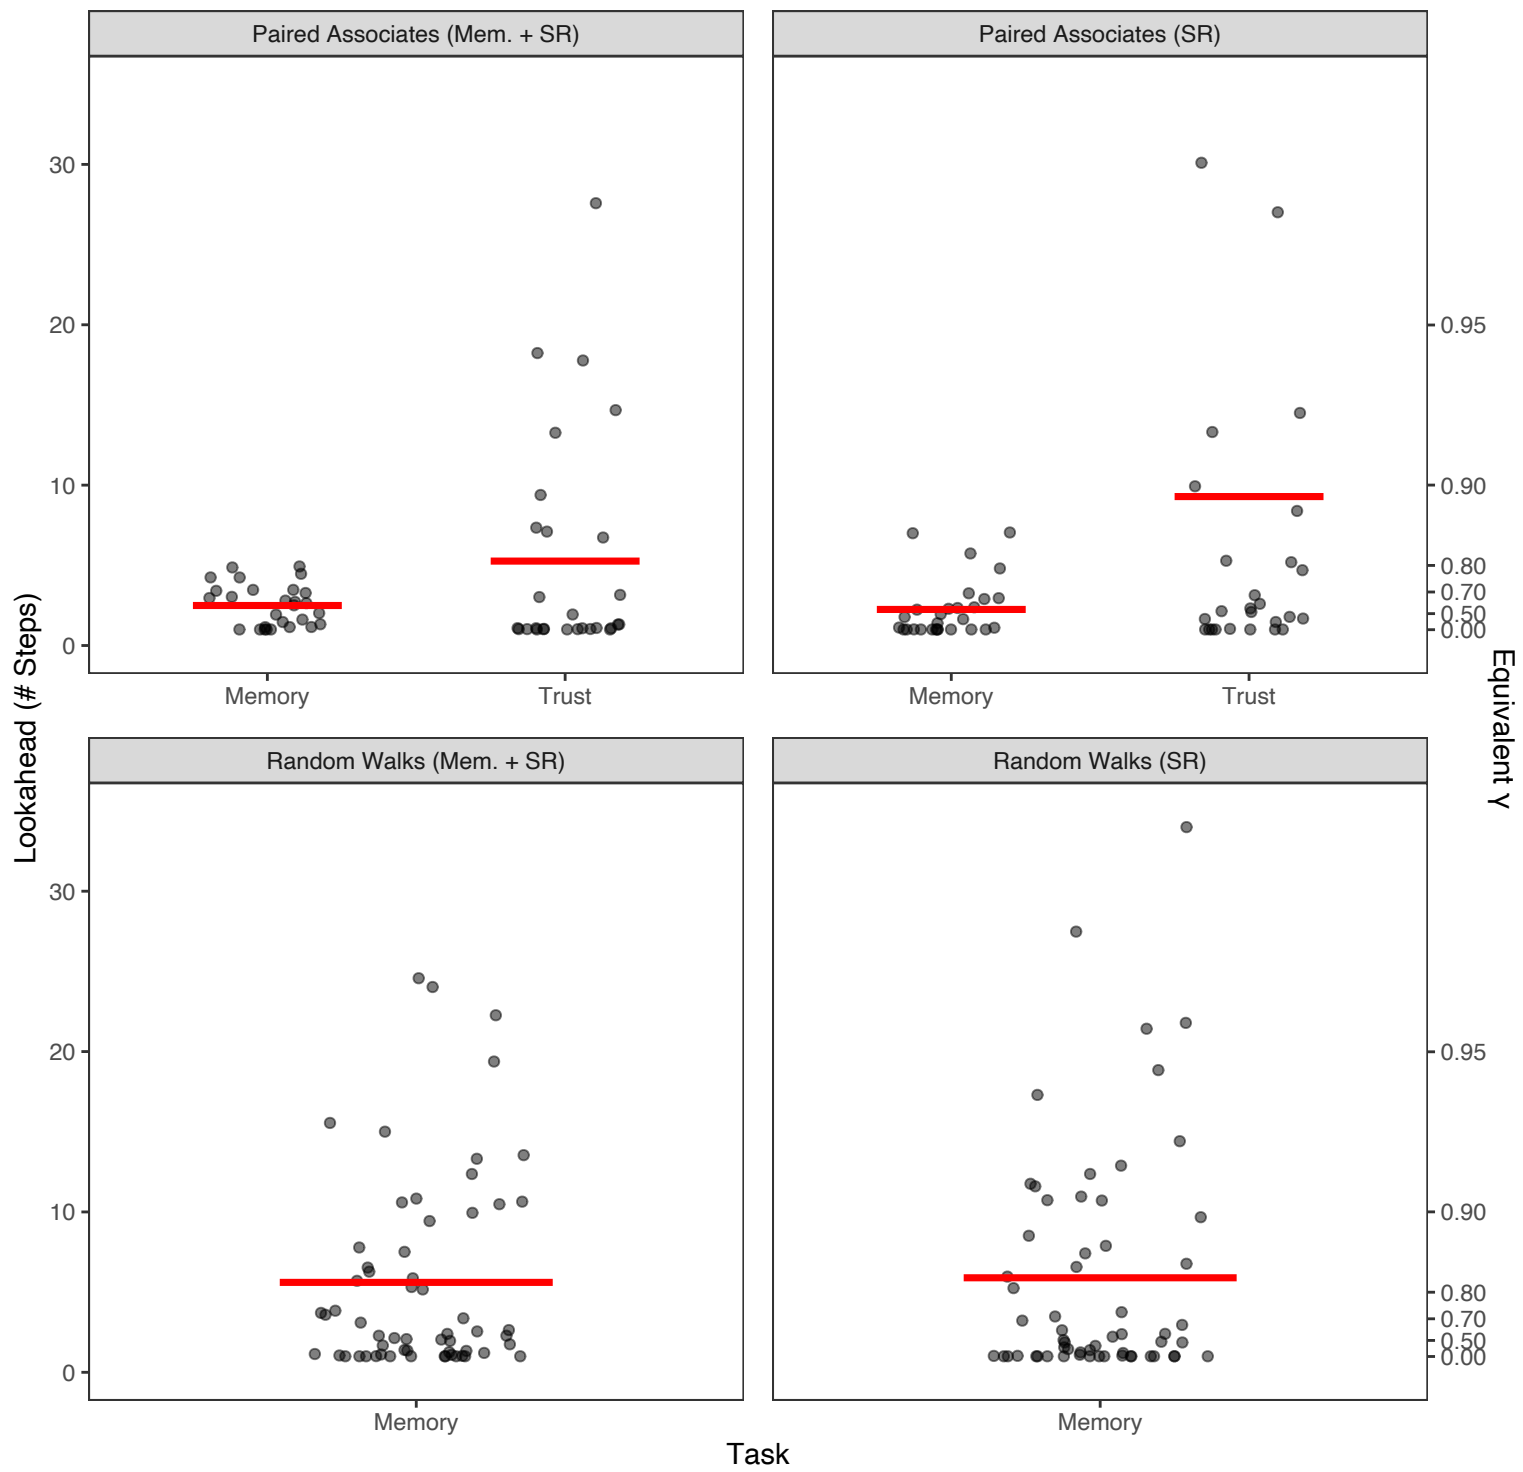 Paired Associates (Mem. + SR)
Paired Associates (SR)
30
20
10
0
0.95
0.90
0.80
0.70
0.50
0.00
Memory
Trust
Memory
Trust
Lookahead (# Steps)
Equivalent γ
Random Walks (Mem. + SR)
Random Walks (SR)
30
20
10
0
0.95
0.90
0.80
0.70
0.50
0.00
Memory
Memory
Task